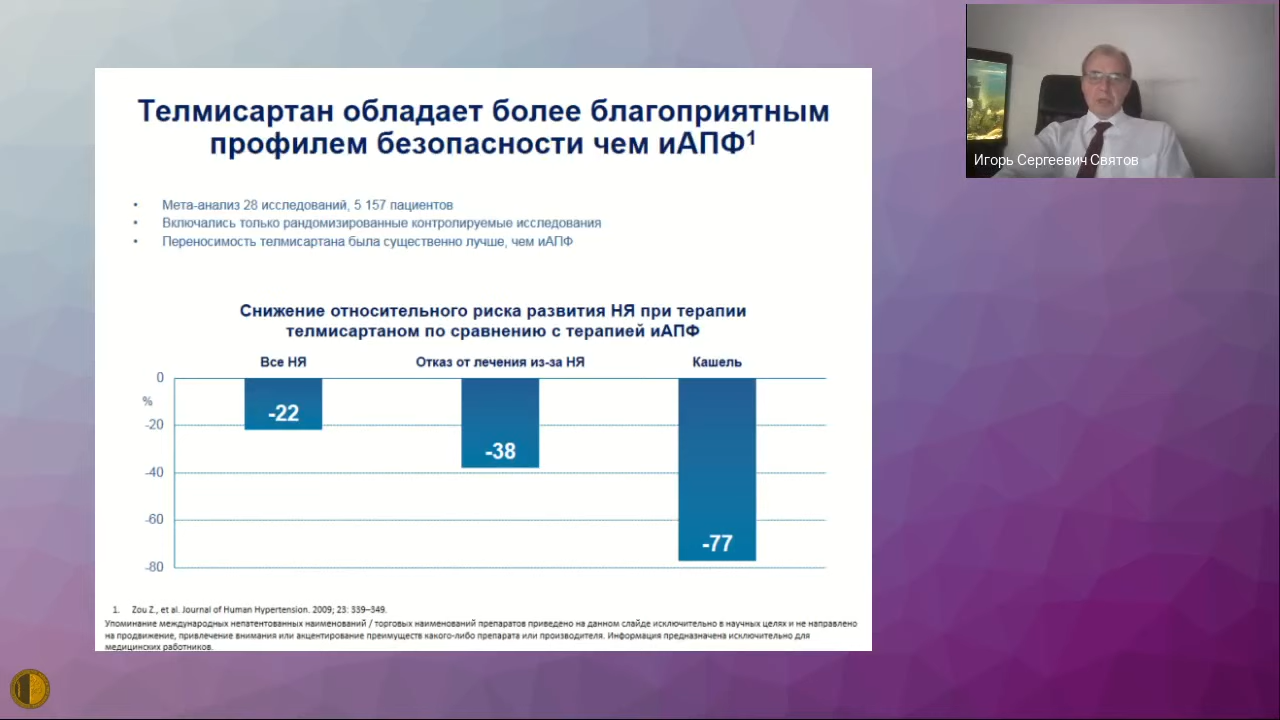 Телмисартан обладает более благоприятным
профилем безопасности чем иАПФ¹
• Мета-анализ 28 исследований, 5 157 пациентов
• Включались только рандомизированные контролируемые исследования
• Переносимость телмисартана была существенно лучше, чем иАПФ
Снижение относительного риска развития НЯ при терапии
телмисартаном по сравнению с терапией иАПФ
Все НЯ Отказ от лечения из-за НЯ Кашель
0
%
-20
-40
-60
-80
-22
-38
-77
1. Zou Z., et al. Journal of Human Hypertension. 2009; 23: 339–349.
Упоминание международных непатентованных наименований / торговых наименований препаратов приведено на данном слайде исключительно в научных целях и не направлено
на продвижение, привлечение внимания или акцентирование преимуществ какого-либо препарата или производителя. Информация предназначена исключительно для
медицинских работников.
Игорь Сергеевич Святов